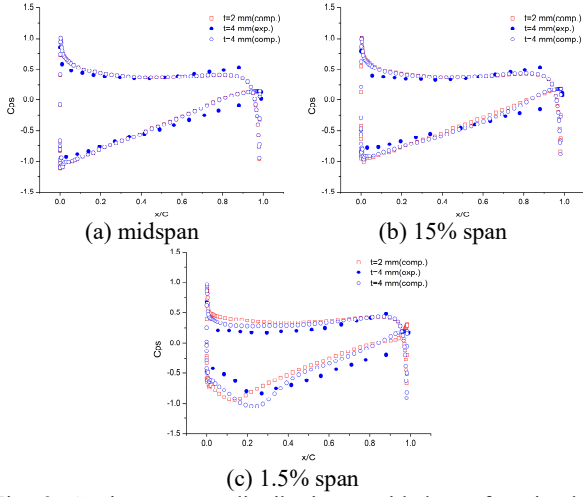 t=2 mm(comp.)
t=4 mm(exp.)
t=4 mm(comp.)
1.5
1.0
0.5
0.0
-0.5
-1.0
-1.5
Cps
0.0 0.2 0.4 0.6 0.8 1.0
x/C
(a) midspan
t=2 mm(comp.)
t=4 mm(exp.)
t=4 mm(comp.)
1.5
1.0
0.5
0.0
-0.5
-1.0
-1.5
Cps
0.0 0.2 0.4 0.6 0.8 1.0
x/C
(b) 15% span
t=2 mm(comp.)
t=4 mm(exp.)
t=4 mm(comp.)
1.5
1.0
0.5
0.0
-0.5
-1.0
-1.5
Cps
0.0 0.2 0.4 0.6 0.8 1.0
x/C
(c) 1.5% span